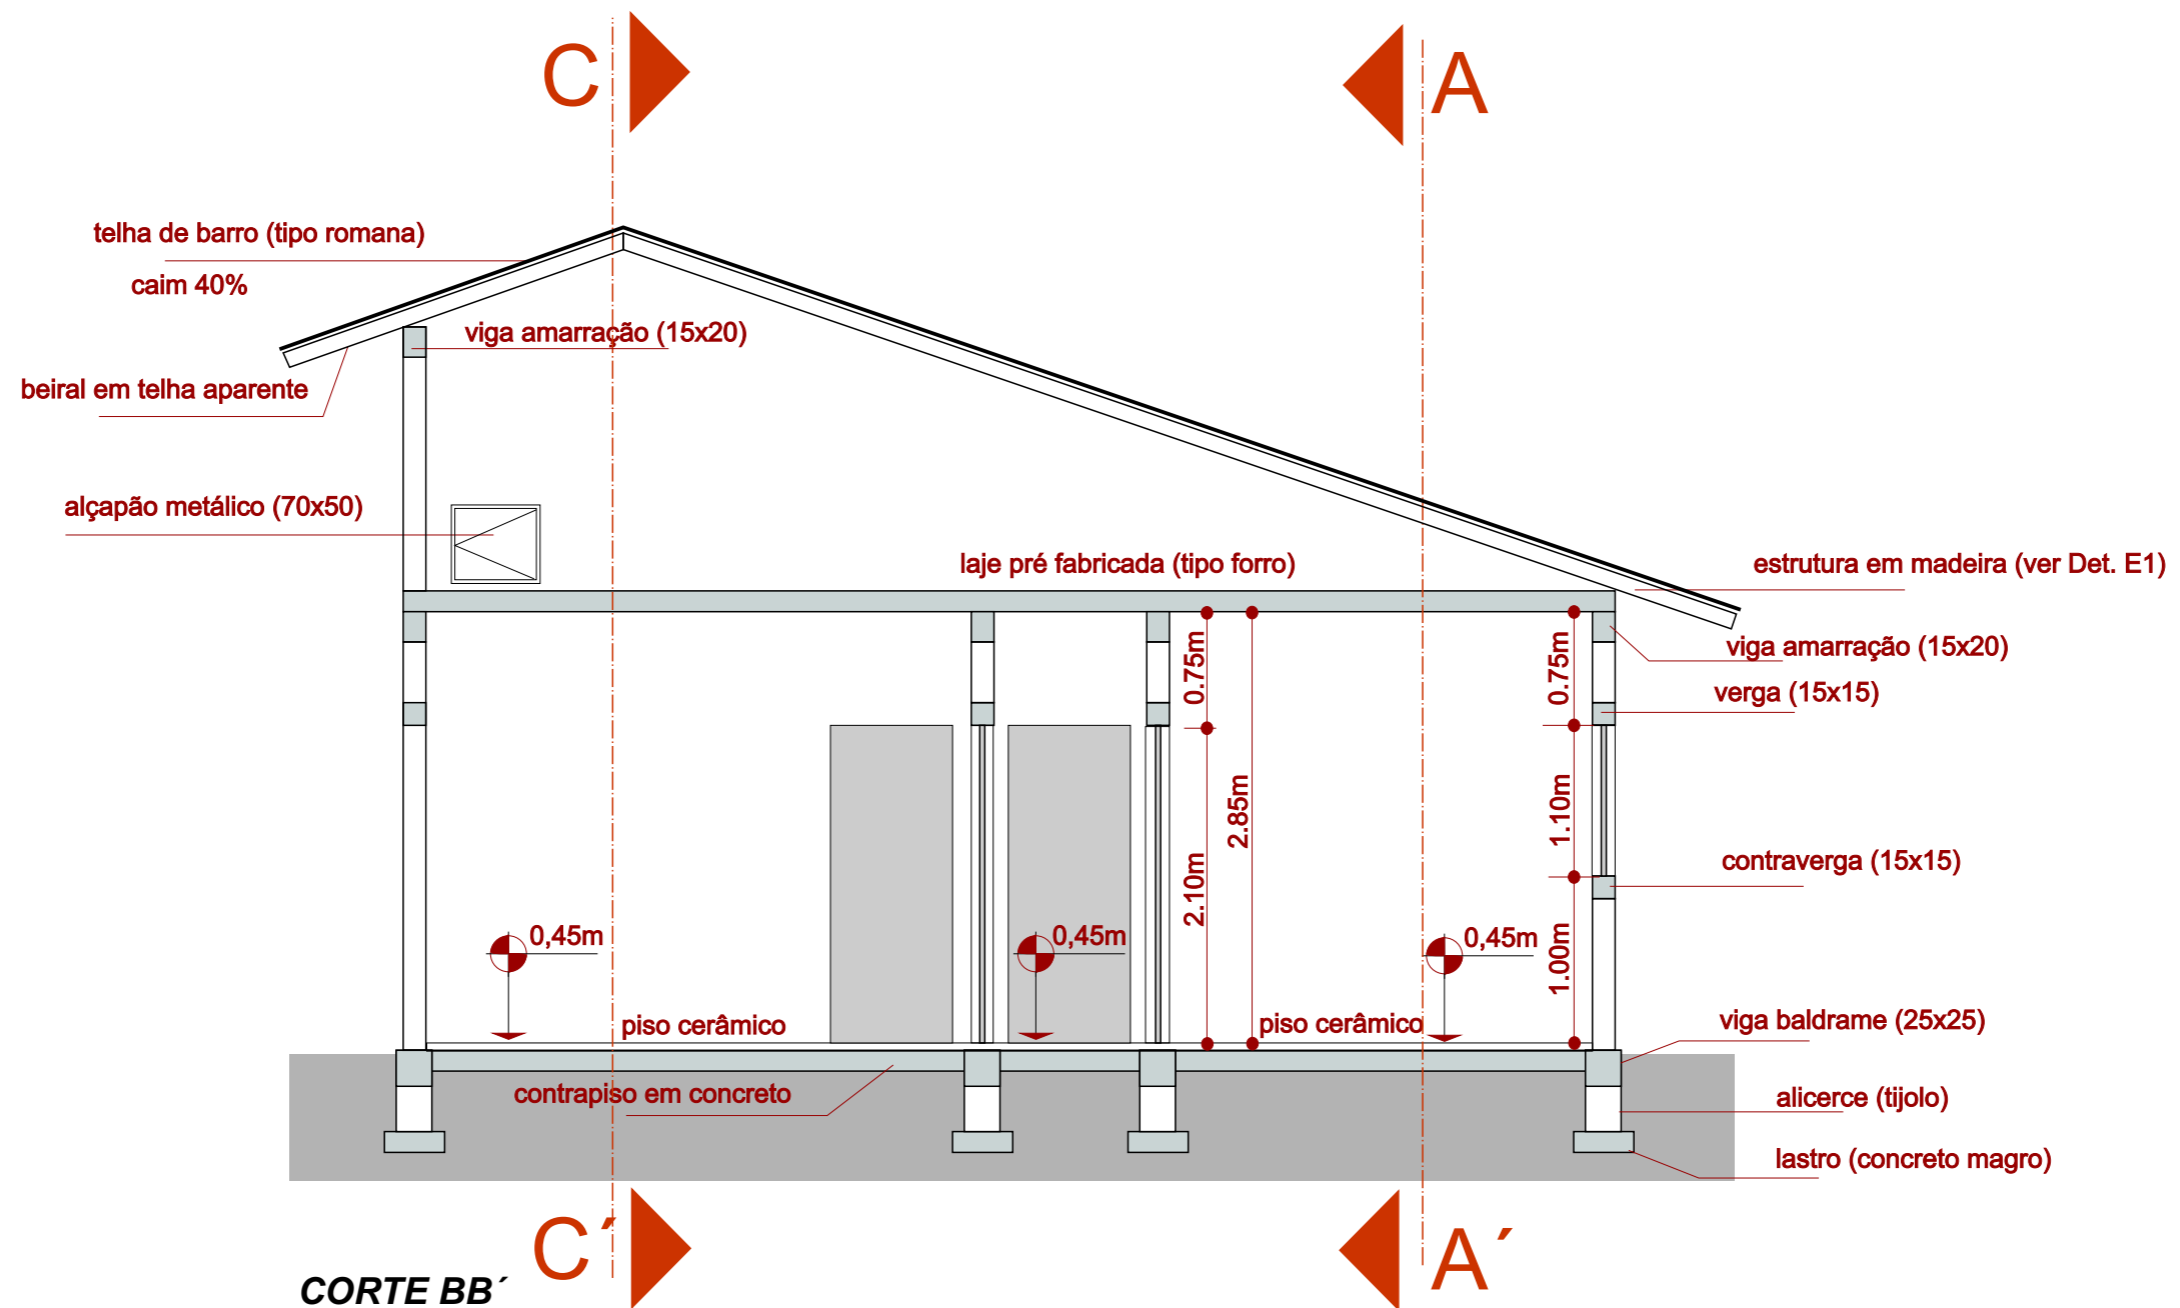 C
A
telha de barro (tipo romana)
caim 40%
viga amarração (15x20)
beiral em telha aparente
alçapão metálico (70x50)
laje pré fabricada (tipo forro)
estrutura em madeira (ver Det. E1)
viga amarração (15x20)
0.75m
0.75m
verga (15x15)
2.85m
1.10m
contraverga (15x15)
2.10m
0,45m
0,45m
0,45m
1.00m
piso cerâmico
piso cerâmico
viga baldrame (25x25)
contrapiso em concreto
alicerce (tijolo)
lastro (concreto magro)
C´
A´
CORTE BB´